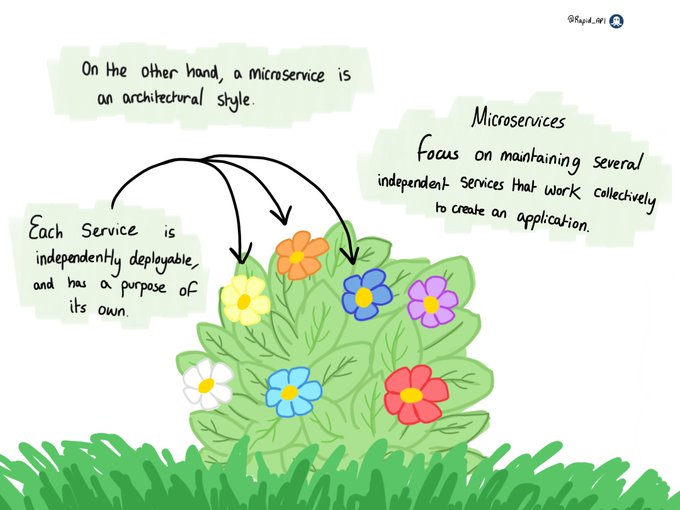 @Rapid_API
On the other hand, a microservice is
an architectural style.
Microservices
Focus on maintaining several
independent services that work collectively
to create an application.
Each Service is
independently deployable,
and has a purpose of
its own.